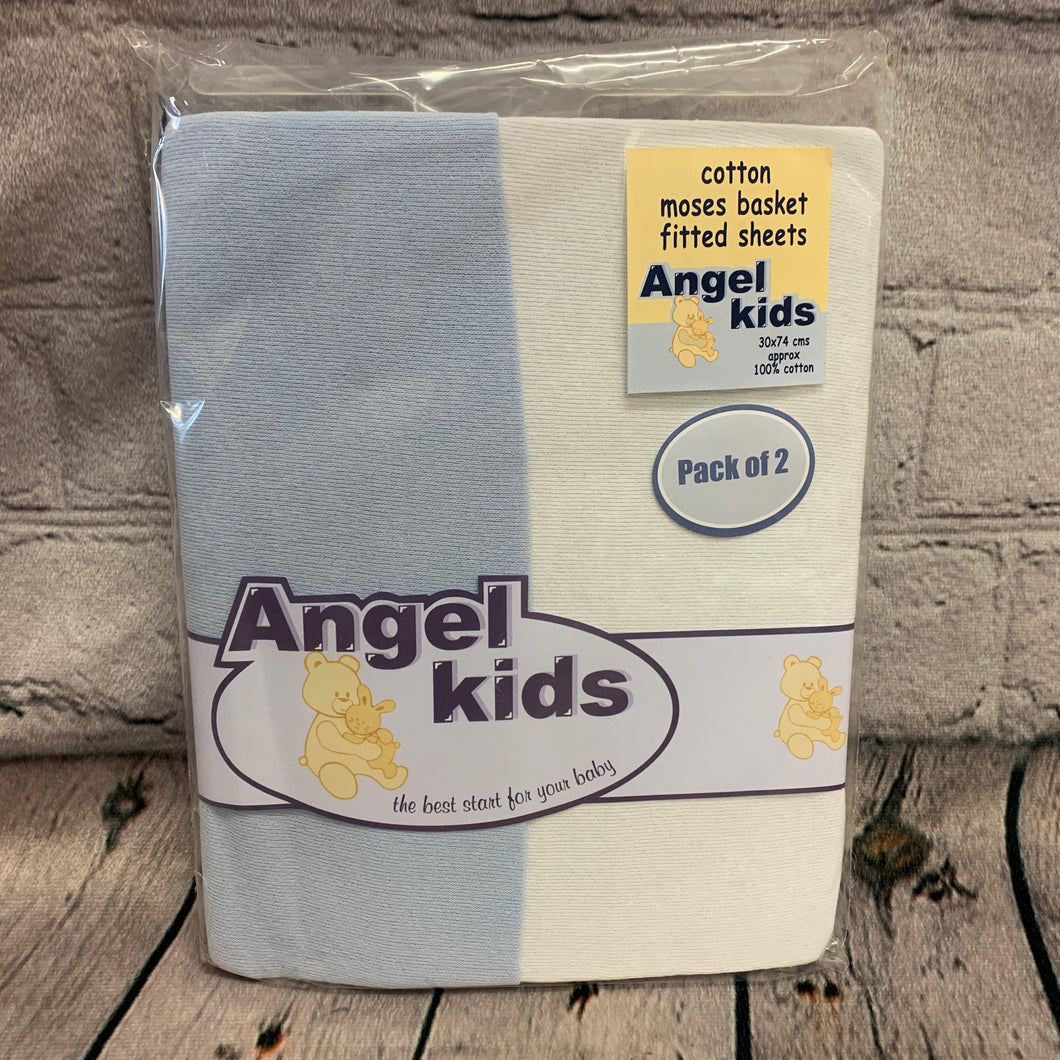 cotton
moses basket
fitted sheets
Angel
kids
30x74 cms
approx
100% cotton
Pack of 2
Angel
kids
the best start for your baby